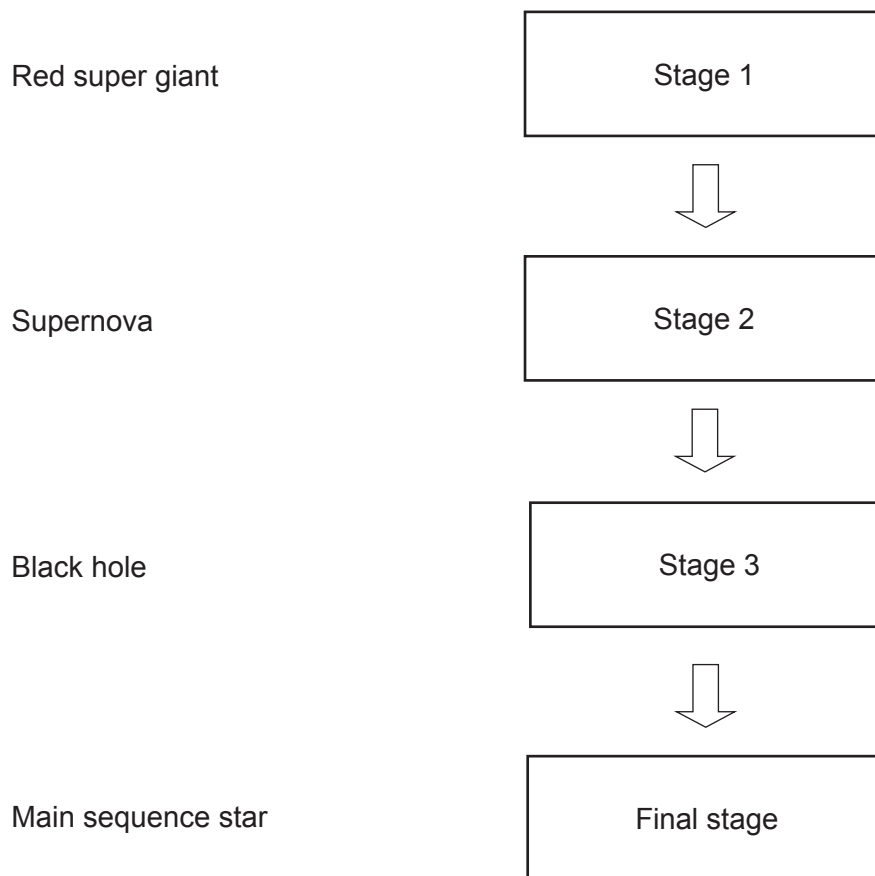 Red super giant
Stage 1
Supernova
Stage 2
Black hole
Stage 3
Main sequence star
Final stage